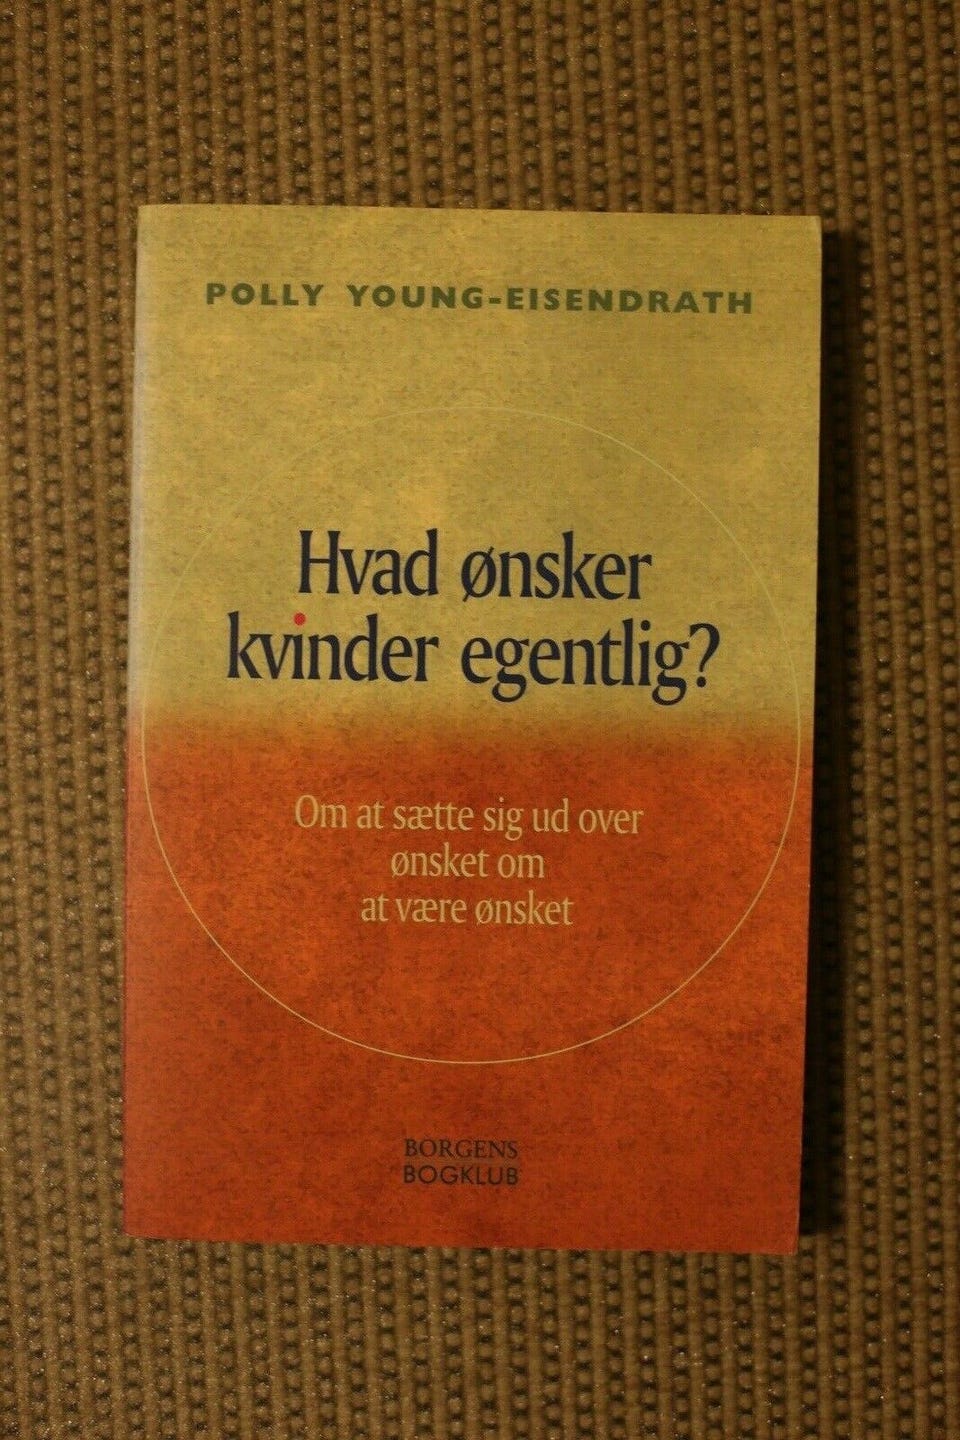 POLLY YOUNG-EISENDRATH
Hvad ønsker
kvinder egentlig?
Om at sætte sig ud over
ønsket om
at være ønsket
BORGENS
BOGKLUB